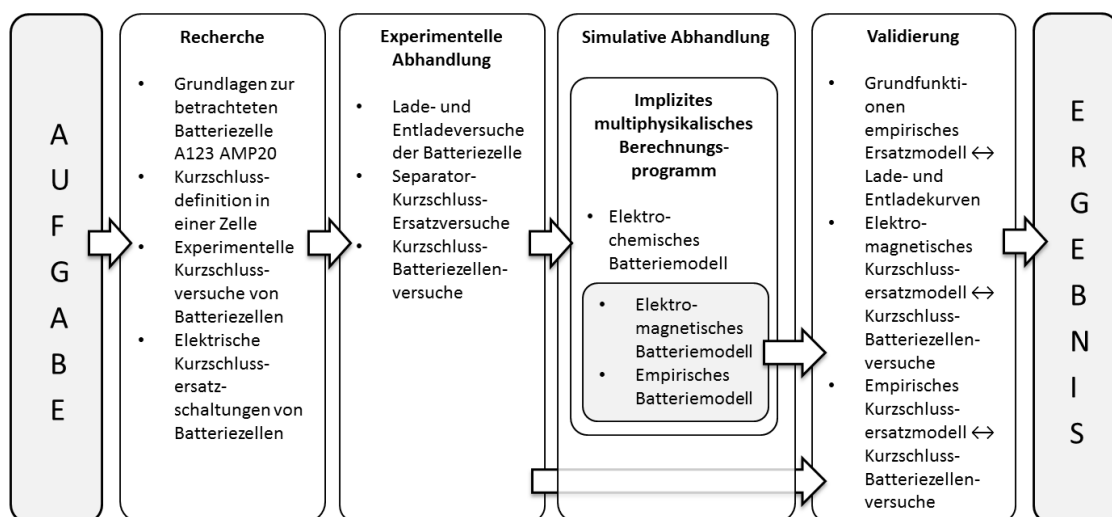 A
U
F
G
A
B
E
Recherche
• Grundlagen zur
betrachteten
Batteriezelle
A123 AMP20
• Kurzschluss-
definition in
einer Zelle
• Experimentelle
Kurzschluss-
versuche von
Batteriezellen
• Elektrische
Kurzschluss-
ersatz-
schaltungen von
Batteriezellen
Experimentelle
Abhandlung
• Lade- und
Entladeversuche
der Batteriezelle
• Separator-
Kurzschluss-
Ersatzversuche
• Kurzschluss-
Batteriezellen-
versuche
Simulative Abhandlung
Implizites
multiphysikalisches
Berechnungs-
programm
• Elektro-
chemisches
Batteriemodell
• Elektro-
magnetisches
Batteriemodell
• Empirisches
Batteriemodell
Validierung
• Grundfunkti-
onen
empirisches
Ersatzmodell ↔
Lade- und
Entladekurven
• Elektro-
magnetisches
Kurzschluss-
ersatzmodell ↔
Kurzschluss-
Batteriezellen-
versuche
• Empirisches
Kurzschluss-
ersatzmodell ↔
Kurzschluss-
Batteriezellen-
versuche
E
R
G
E
B
N
I
S